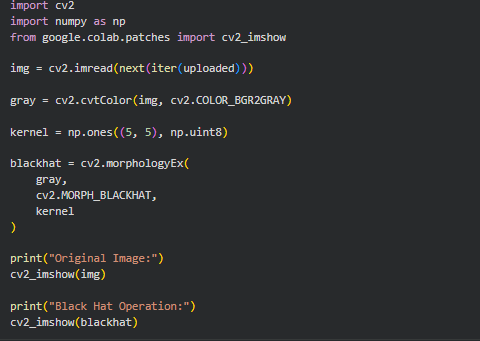 import cv2
import numpy as np
from google.colab.patches import cv2_imshow

img = cv2.imread(next(iter(uploaded)))

gray = cv2.cvtColor(img, cv2.COLOR_BGR2GRAY)

kernel = np.ones((5, 5), np.uint8)

blackhat = cv2.morphologyEx(
    gray,
    cv2.MORPH_BLACKHAT,
    kernel
)

print("Original Image:")
cv2_imshow(img)

print("Black Hat Operation:")
cv2_imshow(blackhat)